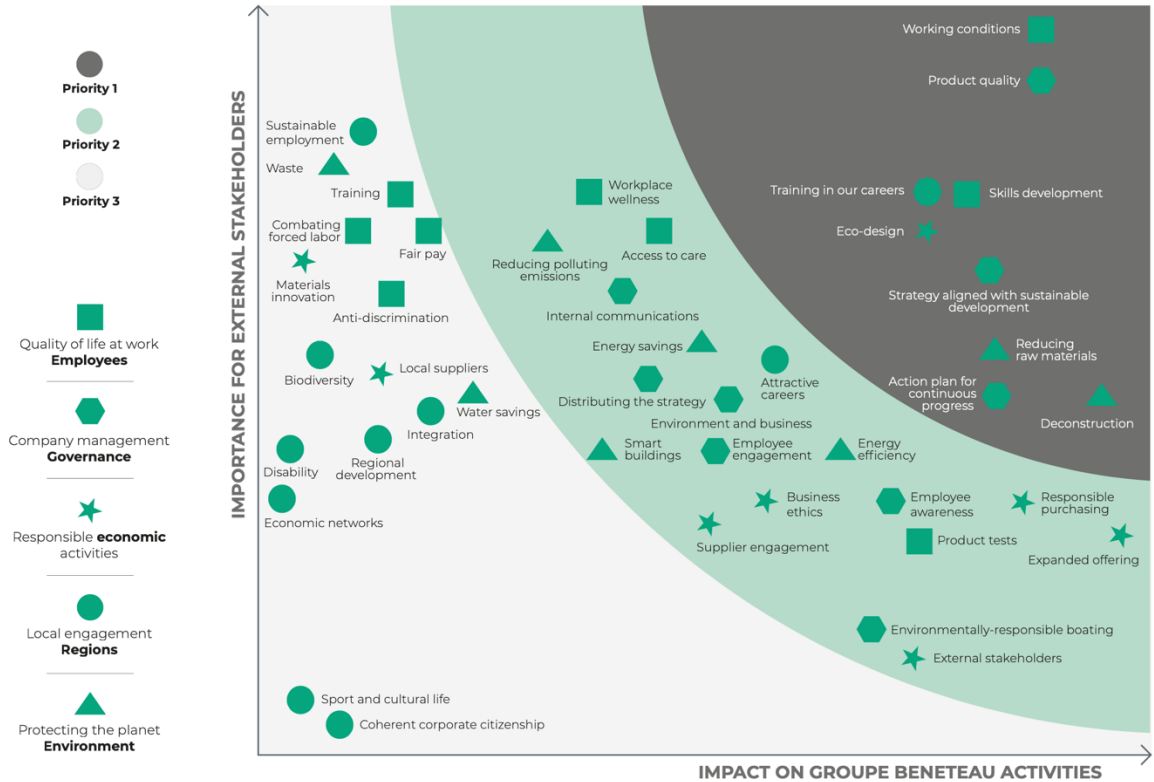 Priority 1
Priority 2
Priority 3
Quality of life at work
Employees
Company management
Governance
Responsible economic
activities
Local engagement
Regions
Protecting the planet
Environment
IMPORTANCE FOR EXTERNAL STAKEHOLDERS
Working conditions
Product quality
Sustainable
employment
Waste
Training
Combating
forced labor
Fair pay
Materials
innovation
Anti-discrimination
Biodiversity
Local suppliers
Water savings
Integration
Disability
Regional
development
Economic networks
Sport and cultural life
Coherent corporate citizenship
Workplace
wellness
Reducing polluting
emissions
Access to care
Internal communications
Energy savings
Attractive
careers
Distributing the strategy
Environment and business
Smart
buildings
Employee
engagement
Energy
efficiency
Business
ethics
Supplier engagement
Employee
awareness
Product tests
Responsible
purchasing
Expanded offering
Environmentally-responsible boating
External stakeholders
Training in our careers
Skills development
Eco-design
Strategy aligned with sustainable
development
Reducing
raw materials
Action plan for
continuous
progress
Deconstruction
IMPACT ON GROUPE BENETEAU ACTIVITIES